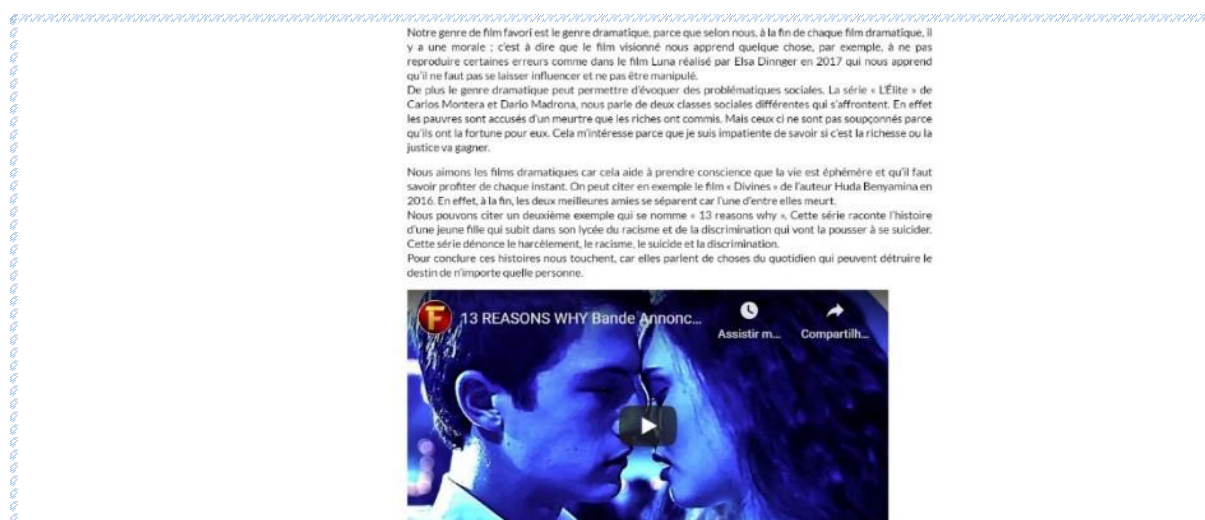 Notre genre de film favori est le genre dramatique, parce que selon nous, à la fin de chaque film dramatique, il
y a une morale ; c'est à dire que le film visionné nous apprend quelque chose, par exemple, à ne pas
reproduire certaines erreurs comme dans le film Luna réalisé par Elsa Dinnger en 2017 qui nous apprend
qu'il ne faut pas se laisser influencer et ne pas être manipulé.
De plus le genre dramatique peut permettre d'évoquer des problématiques sociales. La série « L'Élite » de
Carlos Montera et Dario Madrona, nous parle de deux classes sociales différentes qui s'affrontent. En effet
les pauvres sont accusés d'un meurtre que les riches ont commis. Mais ceux ci ne sont pas soupçonnés parce
qu'ils ont la fortune pour eux. Cela m'intéresse parce que je suis impatiente de savoir si c'est la richesse ou la
justice va gagner.
Nous aimons les films dramatiques car cela aide à prendre conscience que la vie est éphémère et qu'il faut
savoir profiter de chaque instant. On peut citer en exemple le film « Divines » de l'auteur Huda Benyamina en
2016. En effet, à la fin, les deux meilleures amies se séparent car l'une d'entre elles meurt.
Nous pouvons citer un deuxième exemple qui se nomme « 13 reasons why ». Cette série raconte l'histoire
d'une jeune fille qui subit dans son lycée du racisme et de la discrimination qui vont la pousser à se suicider.
Cette série dénonce le harcèlement, le racisme, le suicide et la discrimination.
Pour conclure ces histoires nous touchent, car elles parlent de choses du quotidien qui peuvent détruire le
destin de n'importe quelle personne.
F 13 REASONS WHY Bande Annonc...
Assistir m... Compartilh...